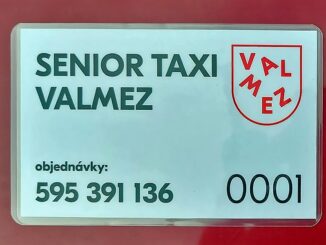 SENIOR TAXI
VALMEZ
VAL
MEZ
objednávky:
595 391 136
0001